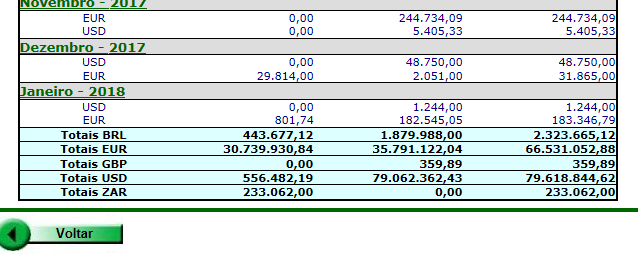 Novembro - 2017
EUR 0,00 244.734,09 244.734,09
USD 0,00 5.405,33 5.405,33
Dezembro - 2017
USD 0,00 48.750,00 48.750,00
EUR 29.814,00 2.051,00 31.865,00
Janeiro - 2018
USD 0,00 1.244,00 1.244,00
EUR 801,74 182.545,05 183.346,79
Totais BRL 443.677,12 1.879.988,00 2.323.665,12
Totais EUR 30.739.930,84 35.791.122,04 66.531.052,88
Totais GBP 0,00 359,89 359,89
Totais USD 556.482,19 79.062.362,43 79.618.844,62
Totais ZAR 233.062,00 0,00 233.062,00
Voltar